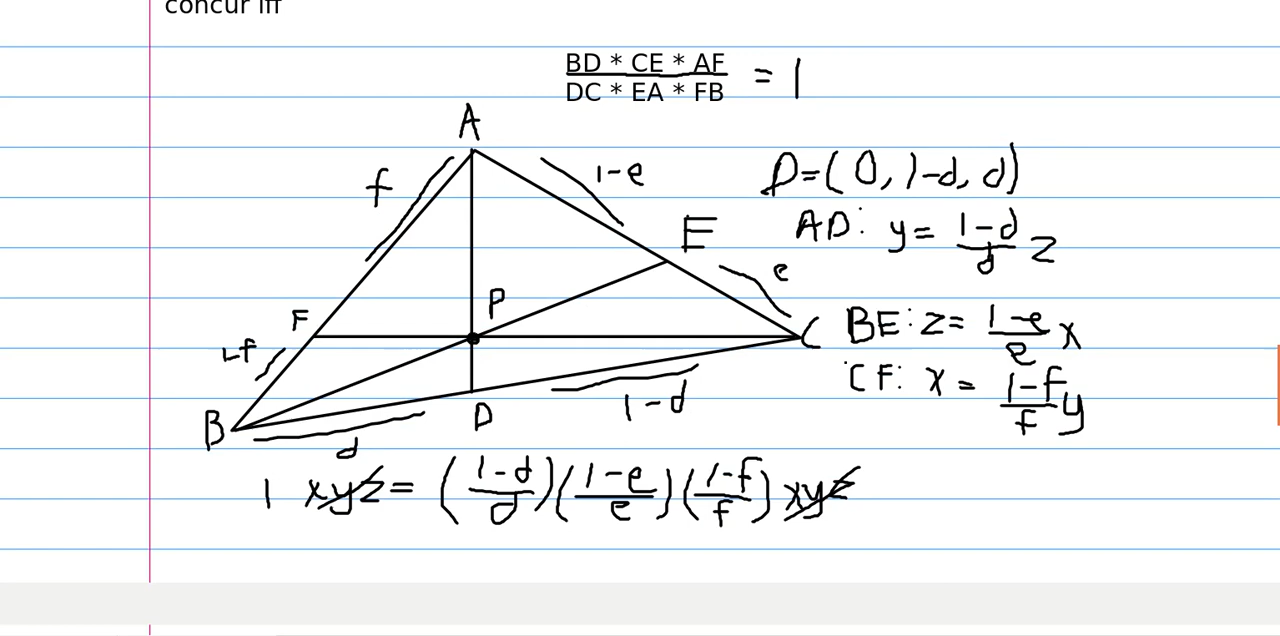 concur iff
BD * CE * AF
DC * EA * FB
= 1
A
f
1-e
D=(0, 1-d, d)
E
AD: y= 1-d/d z
e
P
F
C
BE: z= 1-e/e x
1-f
CF: x = 1-f/f y
1-d
B
D
d
1 xyz= (1-d/d)(1-e/e)(1-f/f) xyz